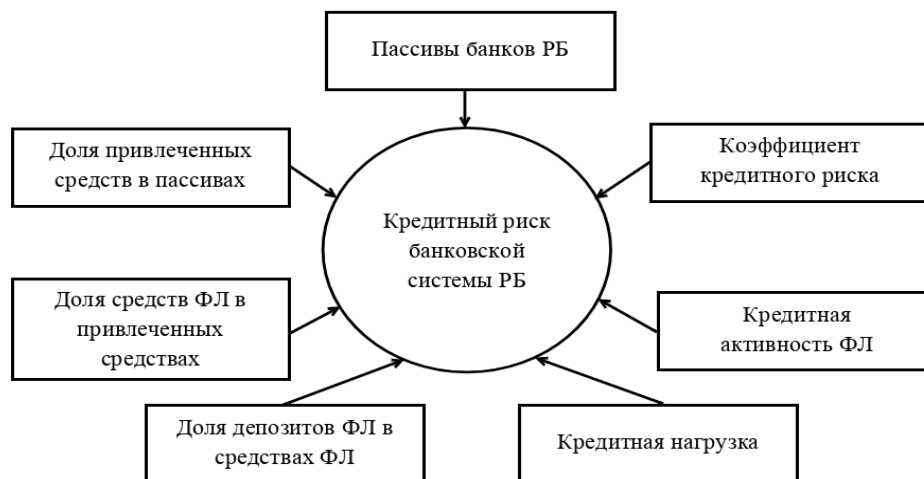 Пассивы банков РБ
Доля привлеченных
средств в пассивах
Коэффициент
кредитного риска
Кредитный риск
банковской
системы РБ
Доля средств ФЛ в
привлеченных
средствах
Кредитная
активность ФЛ
Доля депозитов ФЛ в
средствах ФЛ
Кредитная нагрузка